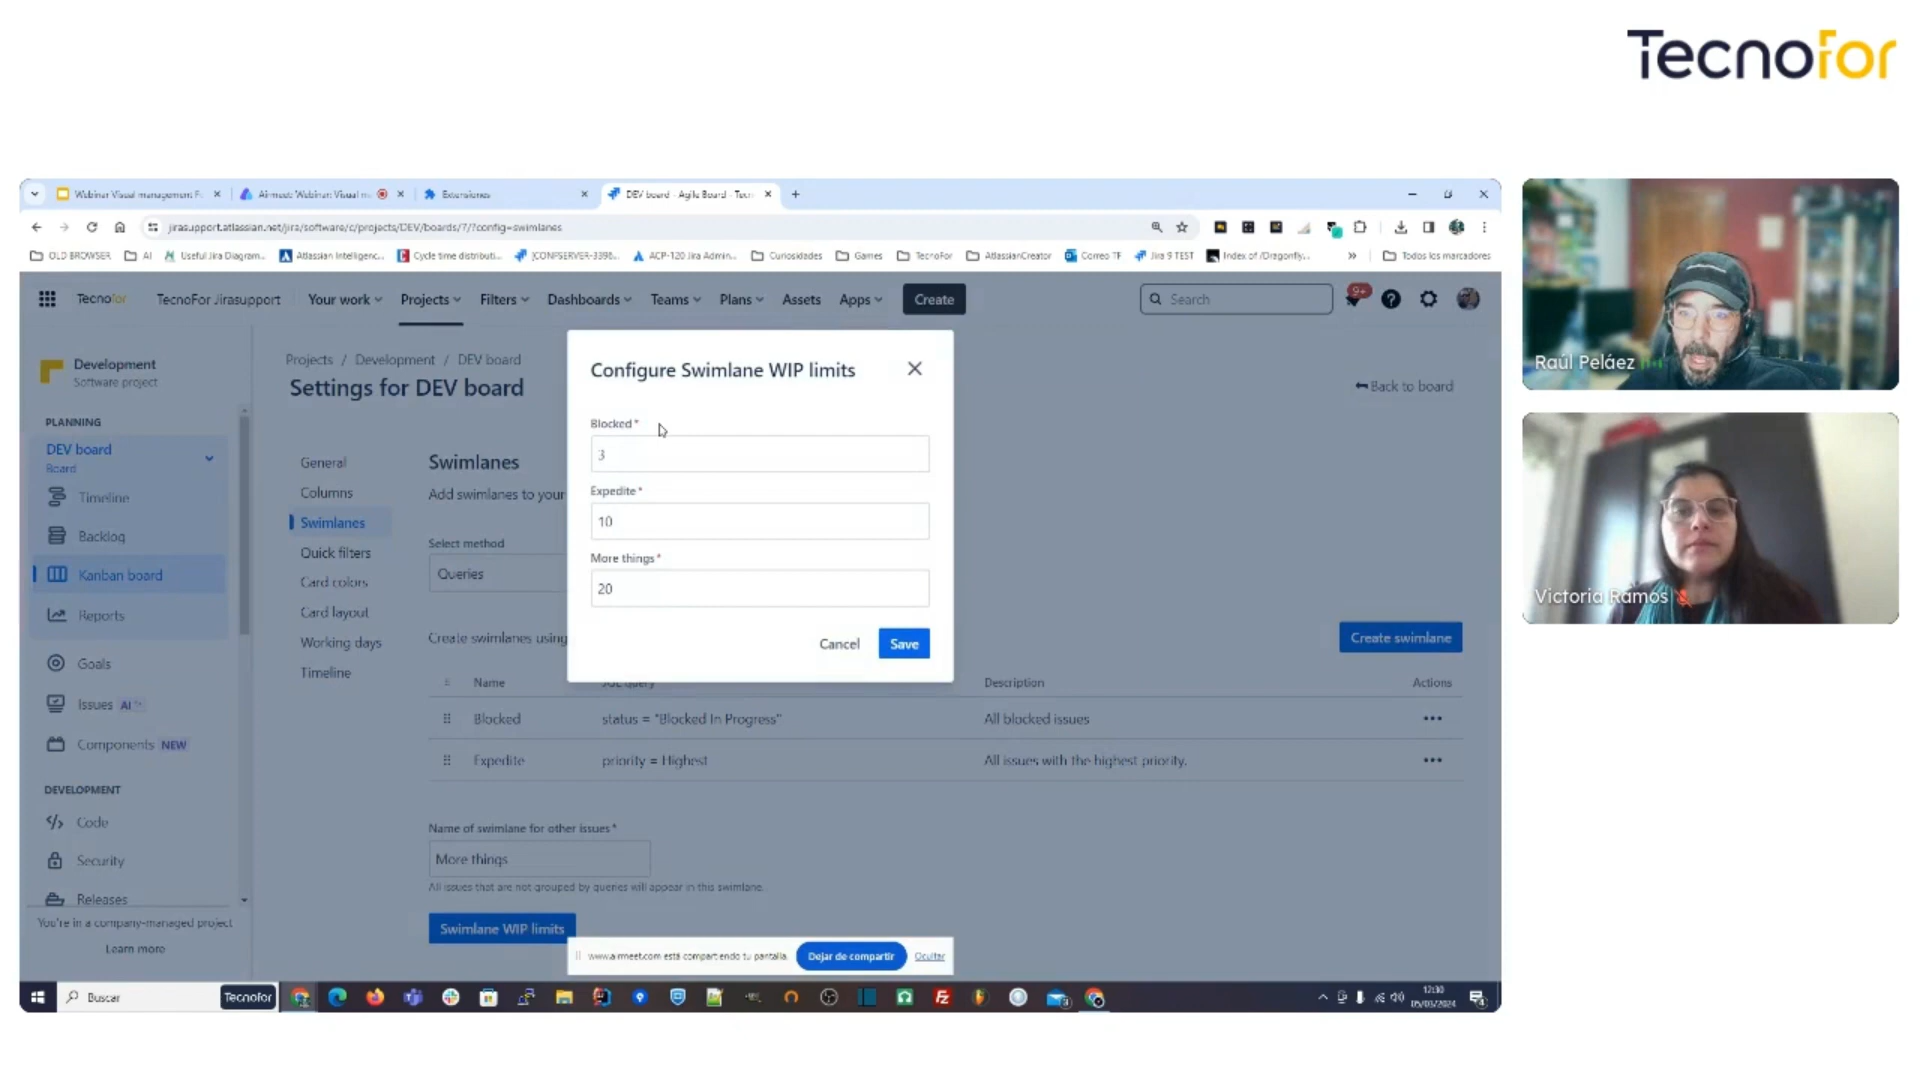 Tecnofor
Webinar Visual management F
Airmeet Webinar: Visual m
Extensiones
DEV board - Agile Board - Tecn
jirasupport.atlassian.net/jira/software/c/projects/DEV/boards/7/?config=swimlanes
OLD BROWSER
AI
Useful Jira Diagram...
Atlassian Intelligenc...
Cycle time distributi...
ACP-120 Jira Admin...
Curiosidades
Games
TecnoFor
AtlassianCreator
Correo TF
Jira 9 TEST
Index of /Dragonfly...
Todos los marcadores
Tecnofor
TecnoFor Jirasupport
Your work
Projects
Filters
Dashboards
Teams
Plans
Assets
Apps
Create
Search
9+
Development
Software project
PLANNING
DEV board
Board
Timeline
Backlog
Kanban board
Reports
Goals
Issues AI
Components NEW
DEVELOPMENT
Code
Security
Releases
You're in a company-managed project
Learn more
Projects / Development / DEV board
Settings for DEV board
Back to board
General
Columns
Swimlanes
Quick filters
Card colors
Card layout
Working days
Timeline
Swimlanes
Add swimlanes to your
Select method
Queries
Create swimlanes using
Create swimlane
Configure Swimlane WIP limits
Blocked *
3
Expedite *
10
More things *
20
Cancel
Save
Name
JQL query
Description
Actions
Blocked
status = "Blocked In Progress"
All blocked issues
Expedite
priority = Highest
All issues with the highest priority.
Name of swimlane for other issues *
More things
All issues that are not grouped by queries will appear in this swimlane.
Swimlane WIP limits
www.airmeet.com está compartiendo tu pantalla.
Dejar de compartir
Ocultar
Buscar
Tecnofor
12:30
05/03/2024
Raúl Peláez
Victoria Ramos